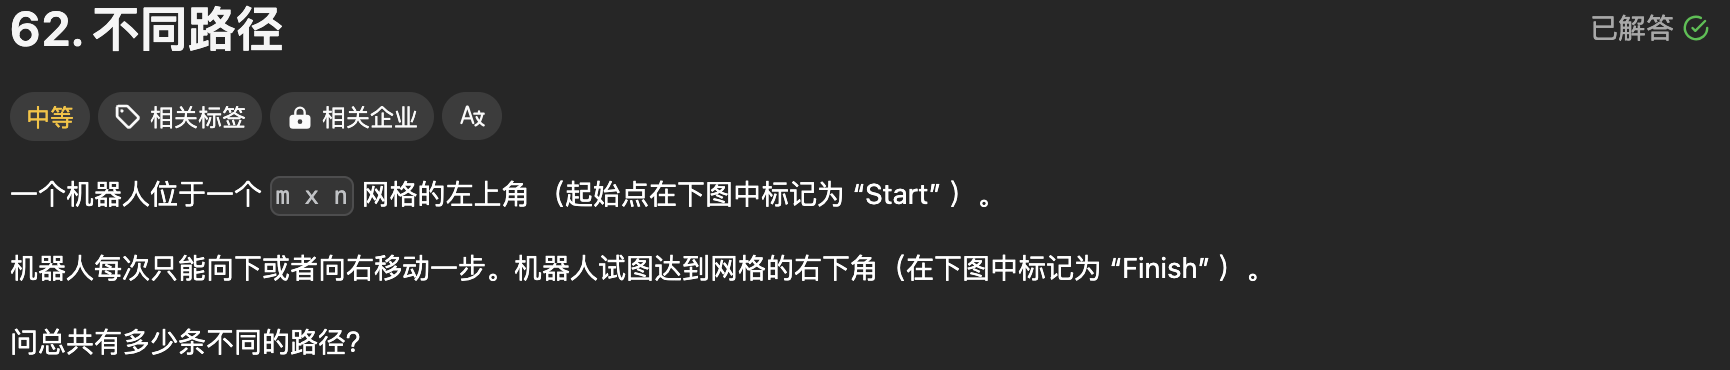 62. 不同路径
已解答
中等 相关标签 相关企业
一个机器人位于一个 m x n 网格的左上角 （起始点在下图中标记为 “Start” ）。
机器人每次只能向下或者向右移动一步。机器人试图达到网格的右下角（在下图中标记为 “Finish” ）。
问总共有多少条不同的路径？